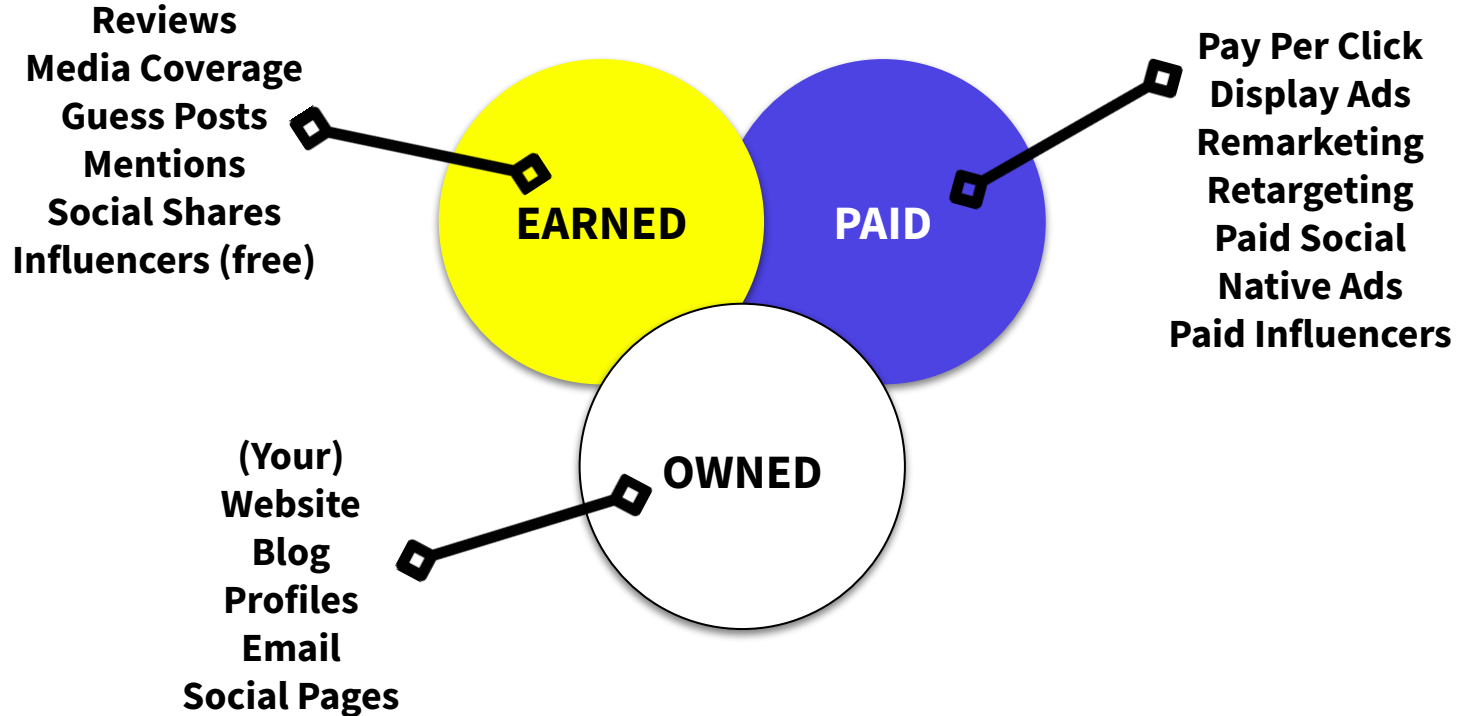 Reviews
Media Coverage
Guess Posts
Mentions
Social Shares
Influencers (free)
EARNED
PAID
Pay Per Click
Display Ads
Remarketing
Retargeting
Paid Social
Native Ads
Paid Influencers
OWNED
(Your)
Website
Blog
Profiles
Email
Social Pages